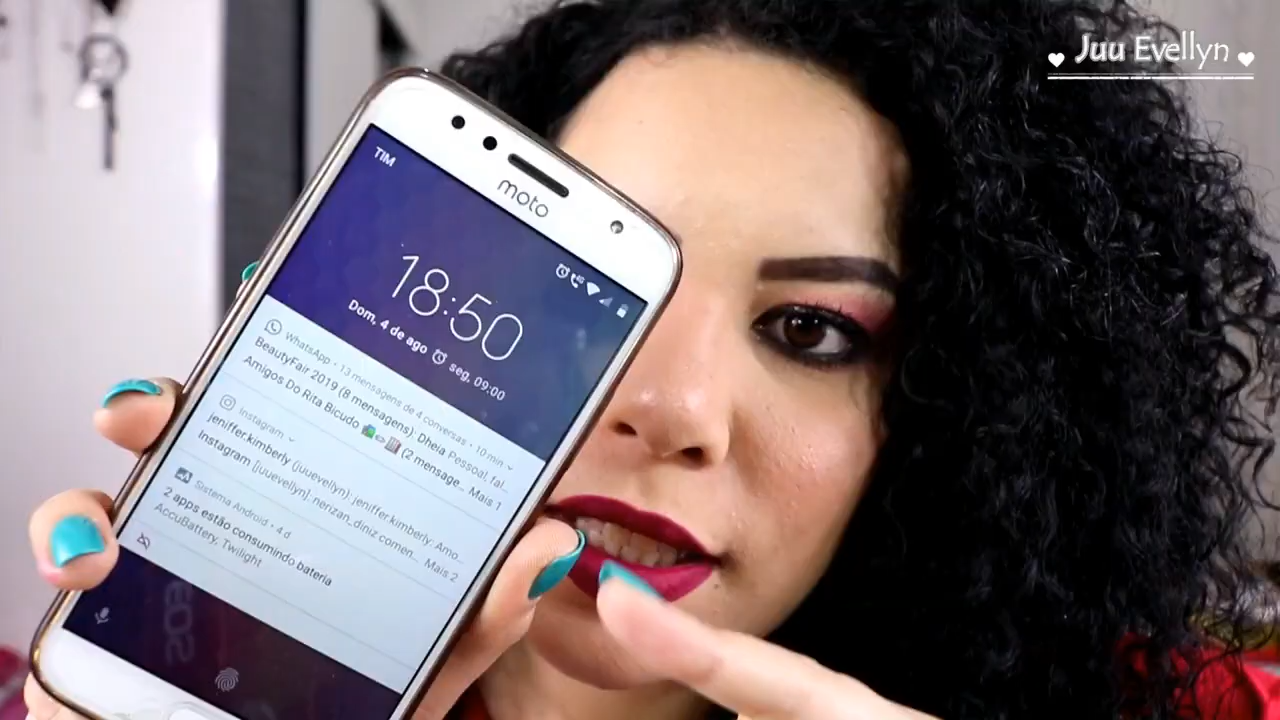 Juu Evellyn
TIM
moto
18:50
Dom, 4 de ago seg, 09:00
WhatsApp • 13 mensagens de 4 conversas • 10 min
BeautyFair 2019 (8 mensagens): Dheia Pessoal, fal..
Amigos Do Rita Bicudo (2 mensage... Mais 1
Instagram
jeniffer.kimberly (juuevellyn): jeniffer.kimberly: Amo...
Instagram [juuevellyn]: nerizan_diniz comen... Mais 2
Sistema Android • 4 d
2 apps estão consumindo bateria
AccuBattery, Twilight